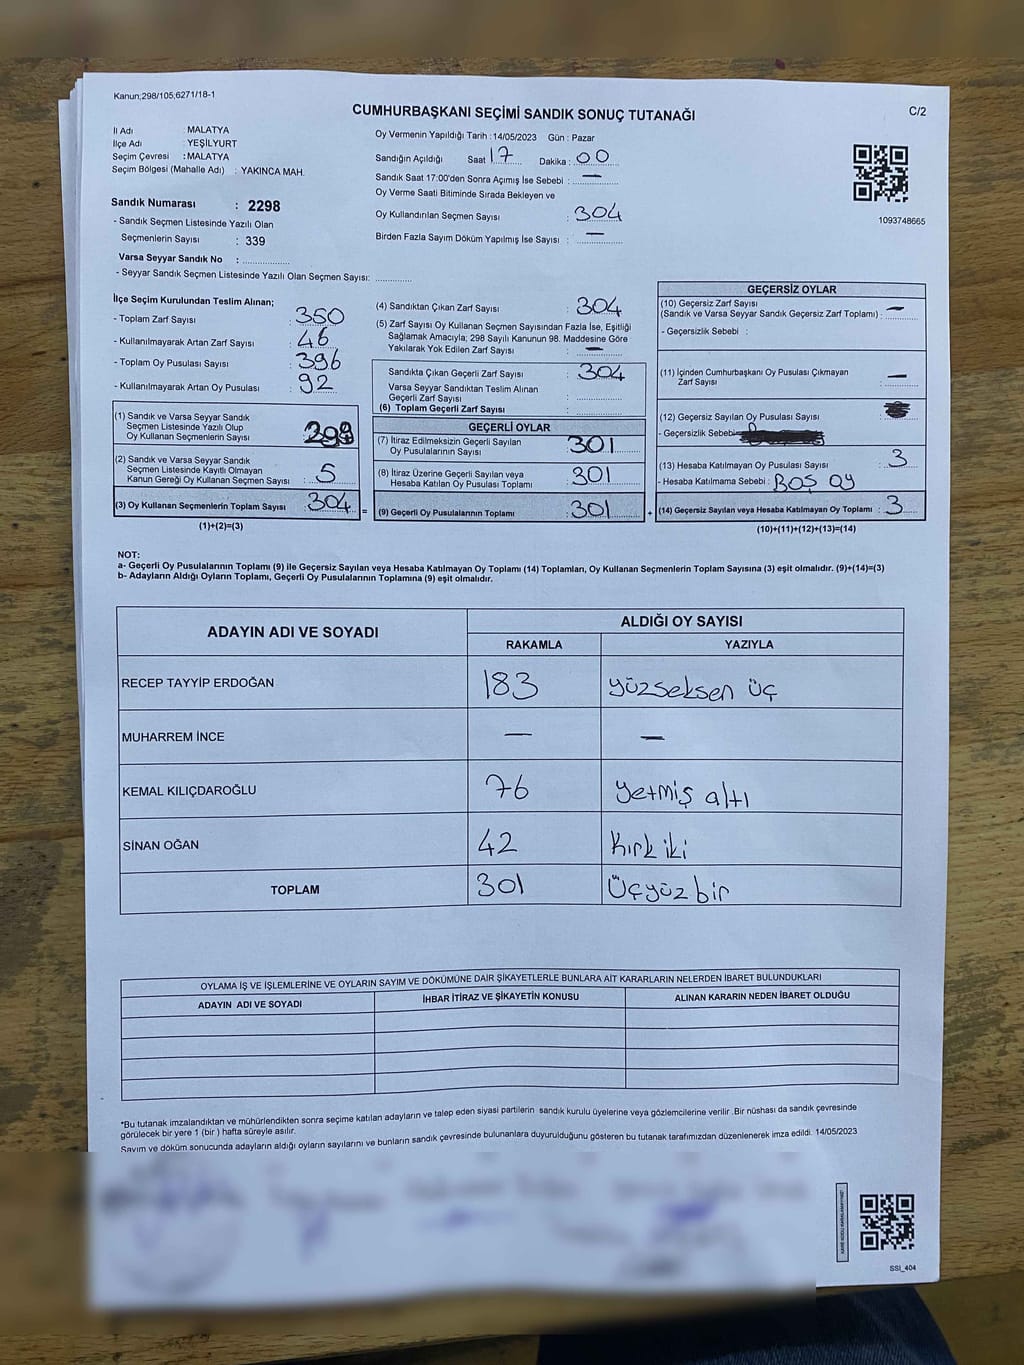 Kanun;298/105,6271/18-1
CUMHURBAŞKANI SEÇİMİ SANDIK SONUÇ TUTANAĞI
C/2
İl Adı : MALATYA
İlçe Adı : YEŞİLYURT
Seçim Çevresi : MALATYA
Seçim Bölgesi (Mahalle Adı) : YAKINCA MAH.
Sandık Numarası : 2298
- Sandık Seçmen Listesinde Yazılı Olan
Seçmenlerin Sayısı : 339
Varsa Seyyar Sandık No :
- Seyyar Sandık Seçmen Listesinde Yazılı Olan Seçmen Sayısı:
Oy Vermenin Yapıldığı Tarih :14/05/2023 Gün : Pazar
Sandığın Açıldığı Saat 17 Dakika : 00
Sandık Saat 17:00'den Sonra Açımış İse Sebebi : —
Oy Verme Saati Bitiminde Sırada Bekleyen ve
Oy Kullandırılan Seçmen Sayısı : 304
Birden Fazla Sayım Döküm Yapılmış İse Sayısı : —
1093748665
İlçe Seçim Kurulundan Teslim Alınan;
- Toplam Zarf Sayısı : 350
- Kullanılmayarak Artan Zarf Sayısı : 46
- Toplam Oy Pusulası Sayısı : 396
- Kullanılmayarak Artan Oy Pusulası : 92
(1) Sandık ve Varsa Seyyar Sandık
Seçmen Listesinde Yazılı Olup
Oy Kullanan Seçmenlerin Sayısı
(2) Sandık ve Varsa Seyyar Sandık
Seçmen Listesinde Kayıtlı Olmayan
Kanun Gereği Oy Kullanan Seçmen Sayısı : 5
(3) Oy Kullanan Seçmenlerin Toplam Sayısı : 304 =
(1)+(2)=(3)
(4) Sandıktan Çıkan Zarf Sayısı : 304
(5) Zarf Sayısı Oy Kullanan Seçmen Sayısından Fazla İse, Eşitliği
Sağlamak Amacıyla; 298 Sayılı Kanunun 98. Maddesine Göre
Yakılarak Yok Edilen Zarf Sayısı : —
Sandıkta Çıkan Geçerli Zarf Sayısı : 304
Varsa Seyyar Sandıktan Teslim Alınan
Geçerli Zarf Sayısı :
(6) Toplam Geçerli Zarf Sayısı :
GEÇERLİ OYLAR
(7) İtiraz Edilmeksizin Geçerli Sayılan
Oy Pusulalarının Sayısı : 301
(8) İtiraz Üzerine Geçerli Sayılan veya
Hesaba Katılan Oy Pusulası Toplamı : 301
(9) Geçerli Oy Pusulalarının Toplamı : 301 +
GEÇERSİZ OYLAR
(10) Geçersiz Zarf Sayısı
(Sandık ve Varsa Seyyar Sandık Geçersiz Zarf Toplamı) : —
- Geçersizlik Sebebi :
(11) İçinden Cumhurbaşkanı Oy Pusulası Çıkmayan
Zarf Sayısı : —
(12) Geçersiz Sayılan Oy Pusulası Sayısı :
- Geçersizlik Sebebi
(13) Hesaba Katılmayan Oy Pusulası Sayısı : 3
- Hesaba Katılmama Sebebi : BOŞ OY
(14) Geçersiz Sayılan veya Hesaba Katılmayan Oy Toplamı : 3
(10)+(11)+(12)+(13)=(14)
NOT:
a- Geçerli Oy Pusulalarının Toplamı (9) ile Geçersiz Sayılan veya Hesaba Katılmayan Oy Toplamı (14) Toplamları, Oy Kullanan Seçmenlerin Toplam Sayısına (3) eşit olmalıdır. (9)+(14)=(3)
b- Adayların Aldığı Oyların Toplamı, Geçerli Oy Pusulalarının Toplamına (9) eşit olmalıdır.
ADAYIN ADI VE SOYADI
ALDIĞI OY SAYISI
RAKAMLA YAZIYLA
RECEP TAYYİP ERDOĞAN 183 yüzseksen üç
MUHARREM İNCE — —
KEMAL KILIÇDAROĞLU 76 yetmiş altı
SİNAN OĞAN 42 kırk iki
TOPLAM 301 Üçyüz bir
OYLAMA İŞ VE İŞLEMLERİNE VE OYLARIN SAYIM VE DÖKÜMÜNE DAİR ŞİKAYETLERLE BUNLARA AİT KARARLARIN NELERDEN İBARET BULUNDUKLARI
ADAYIN ADI VE SOYADI İHBAR İTİRAZ VE ŞİKAYETİN KONUSU ALINAN KARARIN NEDEN İBARET OLDUĞU
*Bu tutanak imzalandıktan ve mühürlendikten sonra seçime katılan adayların ve talep eden siyasi partilerin sandık kurulu üyelerine veya gözlemcilerine verilir .Bir nüshası da sandık çevresinde
görülecek bir yere 1 (bir ) hafta süreyle asılır.
Sayım ve döküm sonucunda adayların aldığı oyların sayılarını ve bunların sandık çevresinde bulunanlara duyurulduğunu gösteren bu tutanak tarafımızdan düzenlenerek imza edildi. 14/05/2023
SSI_404